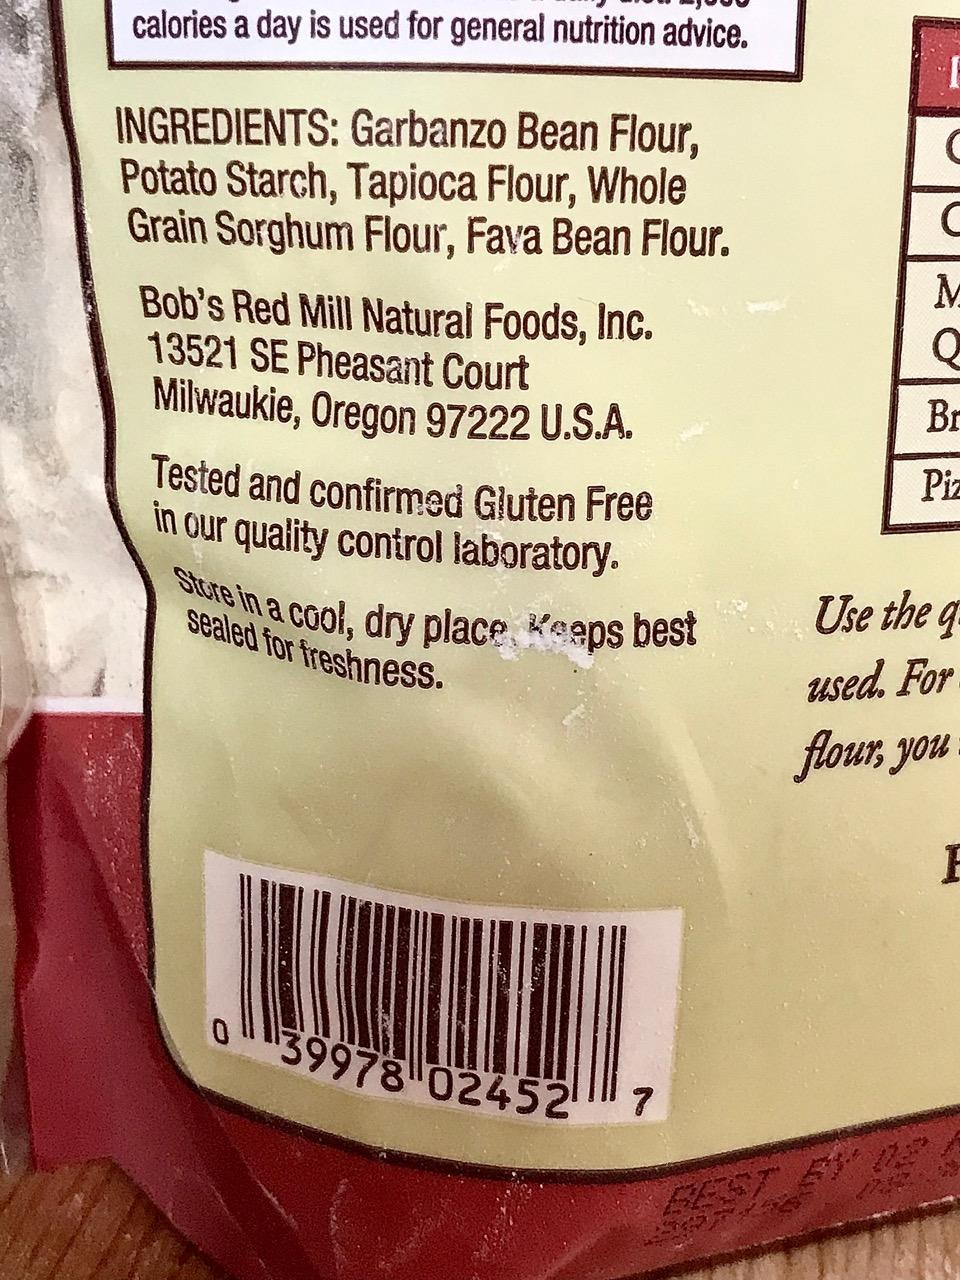 calories a day is used for general nutrition advice.
INGREDIENTS: Garbanzo Bean Flour,
Potato Starch, Tapioca Flour, Whole
Grain Sorghum Flour, Fava Bean Flour.
Bob's Red Mill Natural Foods, Inc.
13521 SE Pheasant Court
Milwaukie, Oregon 97222 U.S.A.
Tested and confirmed Gluten Free
in our quality control laboratory.
Store in a cool, dry place. Keeps best
sealed for freshness.
Use the
used. For
flour, you
0 39978 02452 7
BEST BY 02